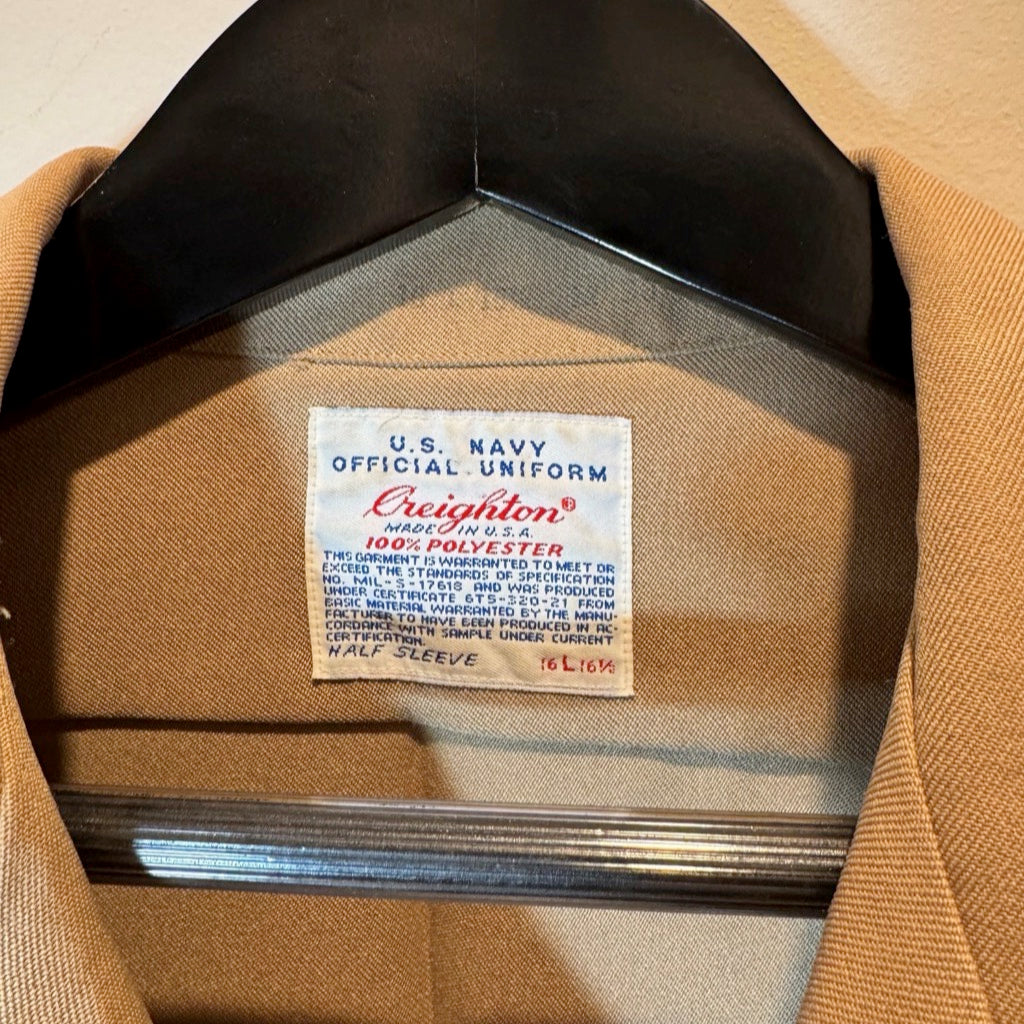 U.S. NAVY
OFFICIAL UNIFORM
Creighton®
MADE IN U.S.A.
100% POLYESTER
THIS GARMENT IS WARRANTED TO MEET OR
EXCEED THE STANDARDS OF SPECIFICATION
NO. MIL-S-17618 AND WAS PRODUCED
UNDER CERTIFICATE 6TS-320-21 FROM
BASIC MATERIAL WARRANTED BY THE MANU-
FACTURER TO HAVE BEEN PRODUCED IN AC-
CORDANCE WITH SAMPLE UNDER CURRENT
CERTIFICATION.
HALF SLEEVE 16 L 16½